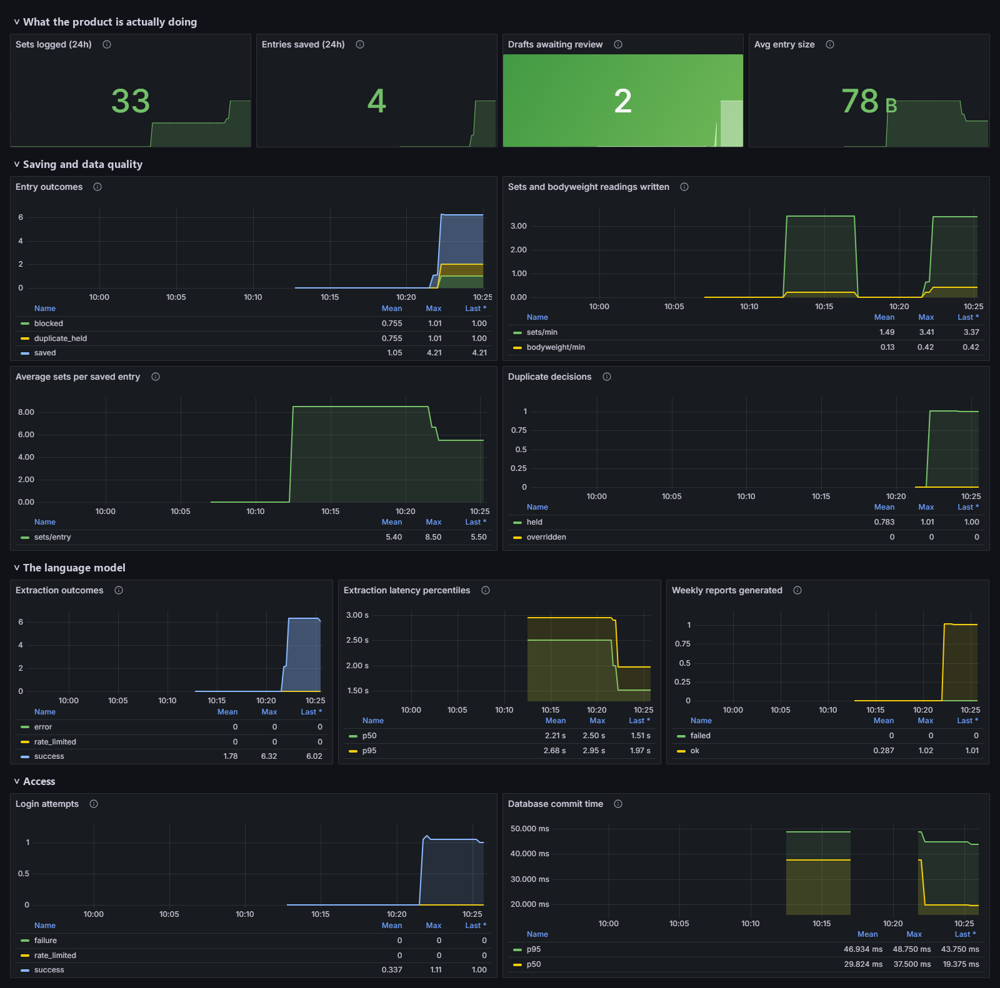 What the product is actually doing
Sets logged (24h)
33
Entries saved (24h)
4
Drafts awaiting review
2
Avg entry size
78 B
Saving and data quality
Entry outcomes
6
4
2
0
10:00 10:05 10:10 10:15 10:20 10:25
Name Mean Max Last *
blocked 0.755 1.01 1.00
duplicate_held 0.755 1.01 1.00
saved 1.05 4.21 4.21
Sets and bodyweight readings written
3.00
2.00
1.00
0.00
10:00 10:05 10:10 10:15 10:20 10:25
Name Mean Max Last *
sets/min 1.49 3.41 3.37
bodyweight/min 0.13 0.42 0.42
Average sets per saved entry
8.00
6.00
4.00
2.00
0.00
10:00 10:05 10:10 10:15 10:20 10:25
Name Mean Max Last *
sets/entry 5.40 8.50 5.50
Duplicate decisions
1
0.75
0.5
0.25
0
10:00 10:05 10:10 10:15 10:20 10:25
Name Mean Max Last *
held 0.783 1.01 1.00
overridden 0 0 0
The language model
Extraction outcomes
6
4
2
0
10:00 10:05 10:10 10:15 10:20 10:25
Name Mean Max Last *
error 0 0 0
rate_limited 0 0 0
success 1.78 6.32 6.02
Extraction latency percentiles
3.00 s
2.50 s
2.00 s
1.50 s
10:00 10:05 10:10 10:15 10:20 10:25
Name Mean Max Last *
p50 2.21 s 2.50 s 1.51 s
p95 2.68 s 2.95 s 1.97 s
Weekly reports generated
1
0.75
0.5
0.25
0
10:00 10:05 10:10 10:15 10:20 10:25
Name Mean Max Last *
failed 0 0 0
ok 0.287 1.02 1.01
Access
Login attempts
1
0.5
0
10:00 10:05 10:10 10:15 10:20 10:25
Name Mean Max Last *
failure 0 0 0
rate_limited 0 0 0
success 0.337 1.11 1.00
Database commit time
50.000 ms
40.000 ms
30.000 ms
20.000 ms
10:00 10:05 10:10 10:15 10:20 10:25
Name Mean Max Last *
p95 46.934 ms 48.750 ms 43.750 ms
p50 29.824 ms 37.500 ms 19.375 ms